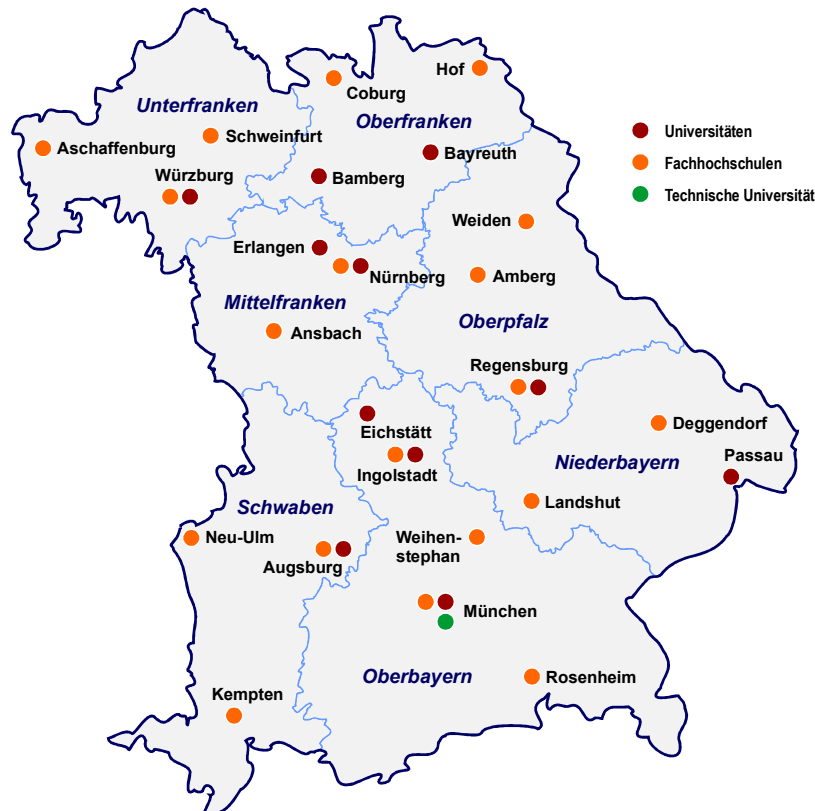 Hof
Coburg
Unterfranken
Oberfranken
Schweinfurt
Aschaffenburg
Bayreuth
Würzburg
Bamberg
Universitäten
Fachhochschulen
Technische Universität
Weiden
Erlangen
Nürnberg
Amberg
Mittelfranken
Oberpfalz
Ansbach
Regensburg
Eichstätt
Deggendorf
Passau
Niederbayern
Ingolstadt
Landshut
Schwaben
Neu-Ulm
Weihen-
stephan
Augsburg
München
Oberbayern
Rosenheim
Kempten